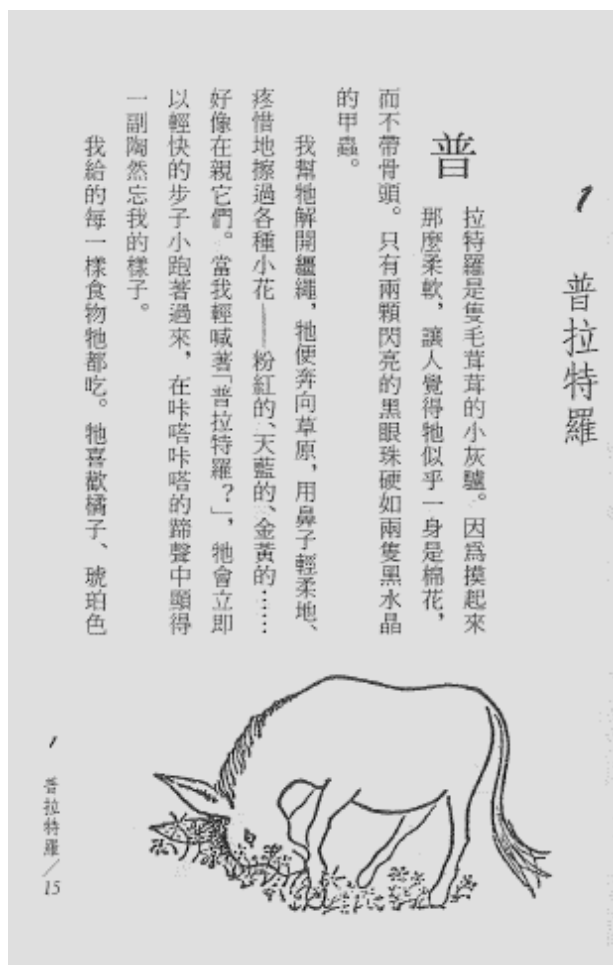 1 普拉特羅
普
拉特羅是隻毛茸茸的小灰驢。因爲摸起來
那麼柔軟，讓人覺得牠似乎一身是棉花，
而不帶骨頭。只有兩顆閃亮的黑眼珠硬如兩隻黑水晶
的甲蟲。
我幫牠解開繮繩，牠便奔向草原，用鼻子輕柔地、
疼惜地擦過各種小花——粉紅的、天藍的、金黃的……
好像在親它們。當我輕喊著「普拉特羅？」，牠會立即
以輕快的步子小跑著過來，在咔嗒咔嗒的蹄聲中顯得
一副陶然忘我的樣子。
我給的每一樣食物牠都吃。牠喜歡橘子、琥珀色
1 普拉特羅／15